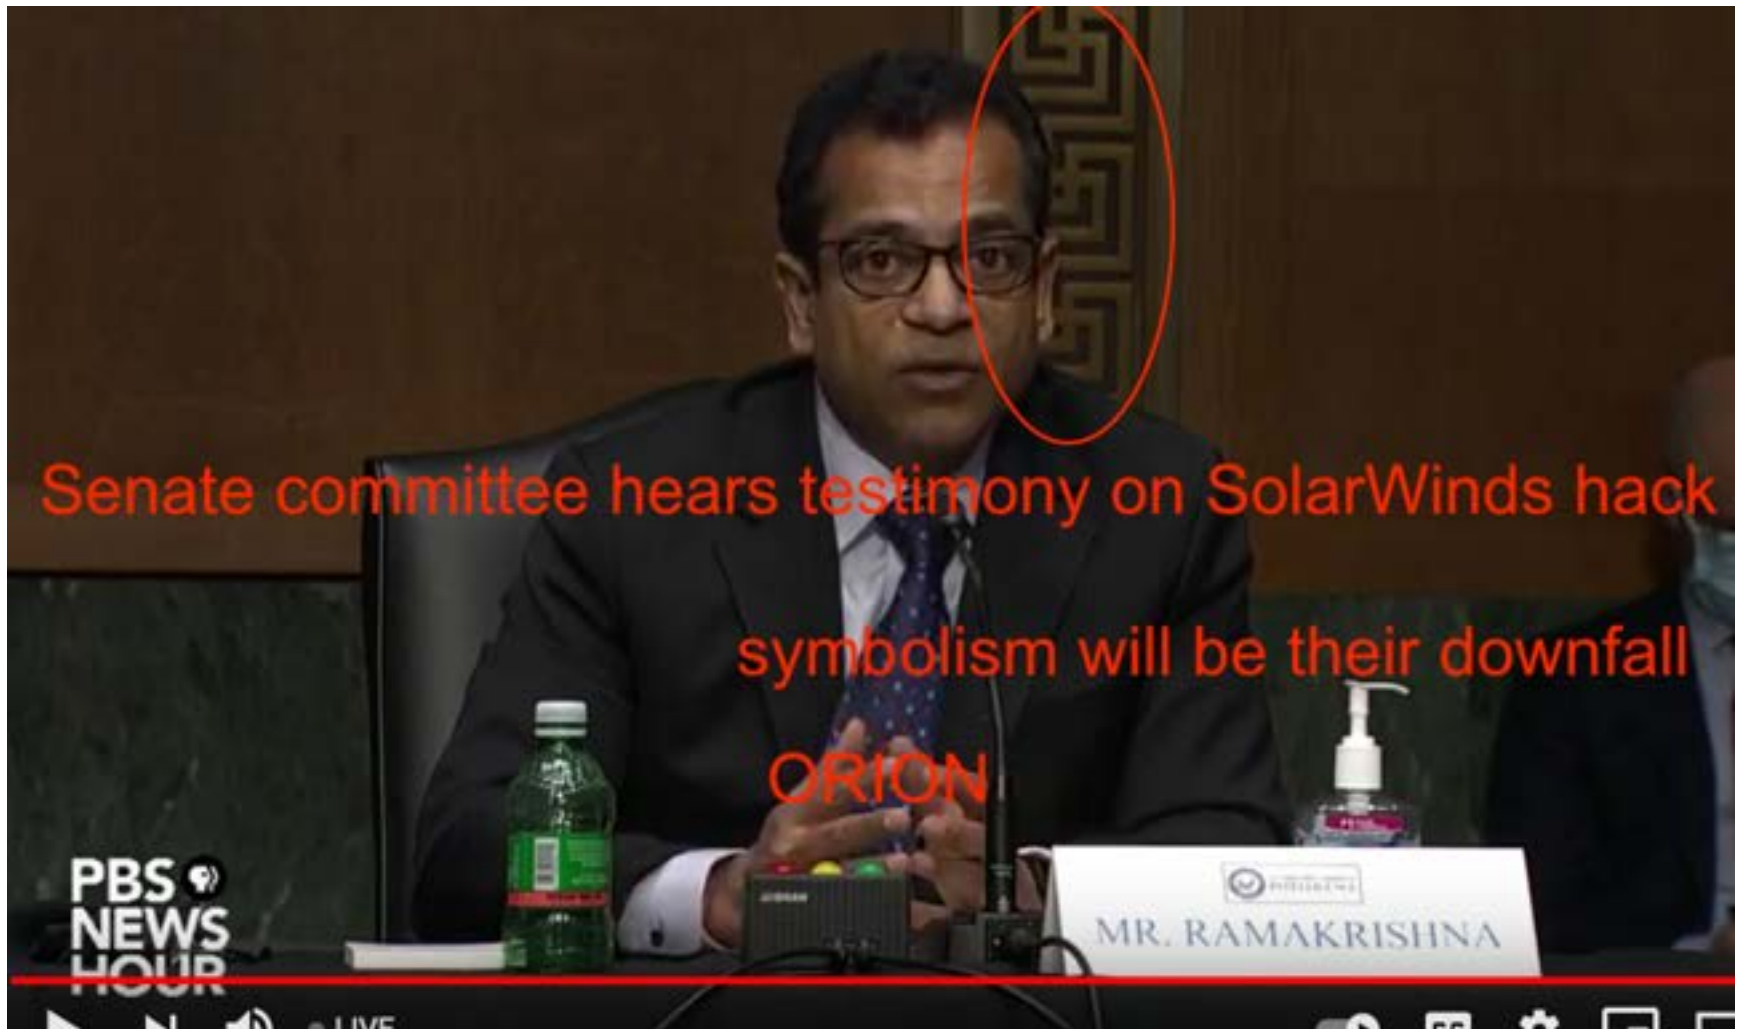 Senate committee hears testimony on SolarWinds hack
symbolism will be their downfall
ORION
PBS
NEWS
HOUR
MR. RAMAKRISHNA
LIVE
CC